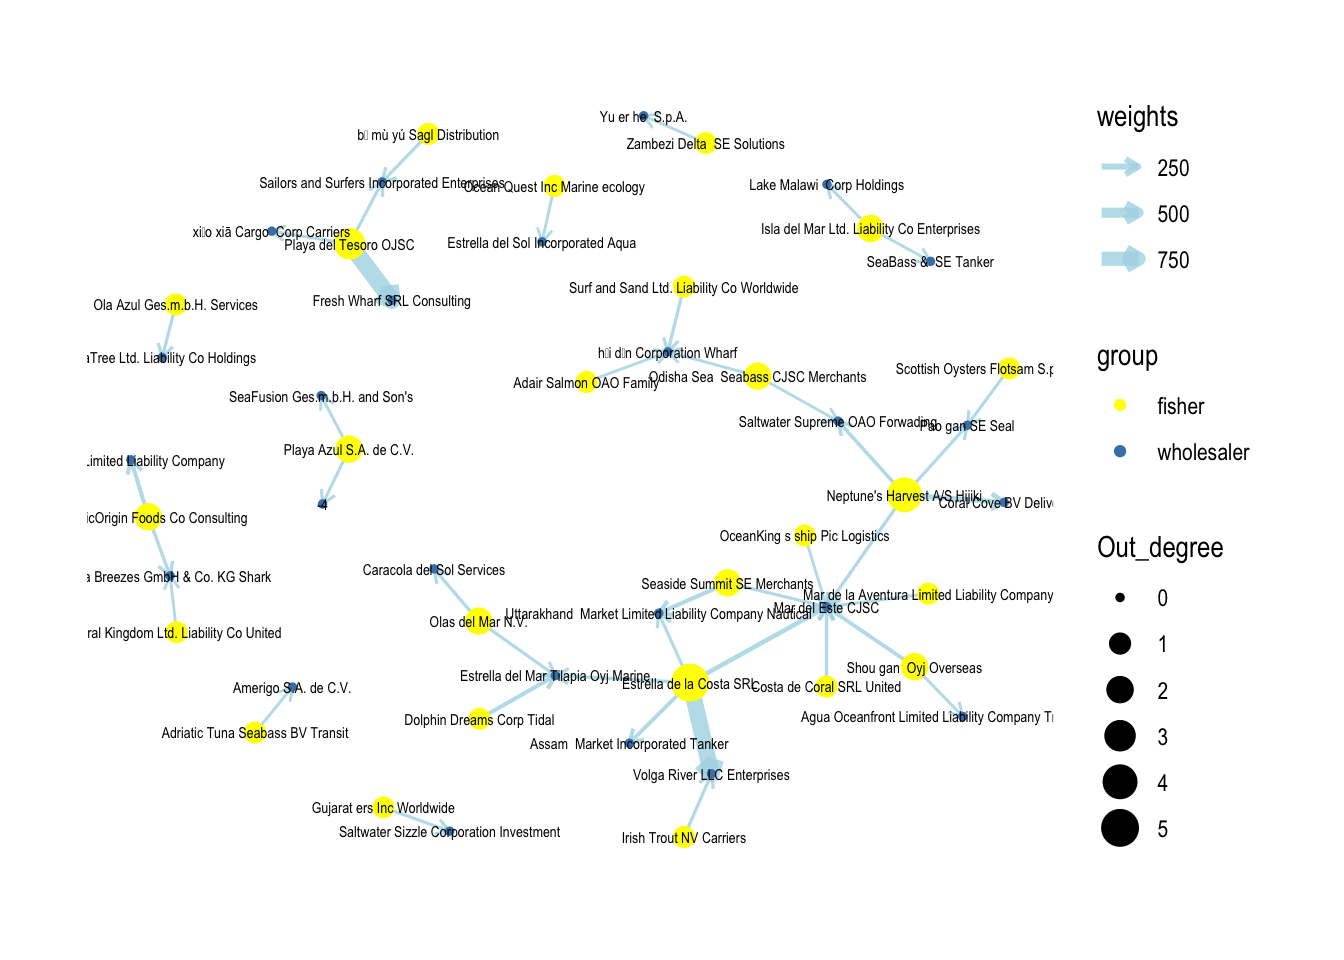 Yu er he  S.p.A.
Zambezi Delta  SE Solutions
b▯ mù yú Sagl Distribution
Sailors and Surfers Incorporated Enterprises
Ocean Quest Inc Marine ecology
Lake Malawi  Corp Holdings
xi▯o xiā Cargo Corp Carriers
Playa del Tesoro OJSC
Estrella del Sol Incorporated Aqua
Isla del Mar Ltd. Liability Co Enterprises
SeaBass & SE Tanker
Ola Azul Ges.m.b.H. Services
Fresh Wharf SRL Consulting
Surf and Sand Ltd. Liability Co Worldwide
aTree Ltd. Liability Co Holdings
h▯i d▯n Corporation Wharf
Adair Salmon OAO Family
Odisha Sea  Seabass CJSC Merchants
Scottish Oysters Flotsam S.p
SeaFusion Ges.m.b.H. and Son's
Saltwater Supreme OAO Forwading
Pao gan SE Seal
Playa Azul S.A. de C.V.
Limited Liability Company
-4
Neptune's Harvest A/S Hijiki
Coral Cove BV Delive
icOrigin Foods Co Consulting
OceanKing s ship Pic Logistics
a Breezes GmbH & Co. KG Shark
Caracola del Sol Services
Seaside Summit SE Merchants
Mar de la Aventura Limited Liability Company
Uttarakhand  Market Limited Liability Company Nautical
Mar del Este CJSC
Olas del Mar N.V.
ral Kingdom Ltd. Liability Co United
Shou gan  Oyj Overseas
Estrella del Mar Tilapia Oyj Marine
Estrella de la Costa SRL
Costa de Coral SRL United
Amerigo S.A. de C.V.
Dolphin Dreams Corp Tidal
Agua Oceanfront Limited Liability Company Tr
Adriatic Tuna Seabass BV Transit
Assam  Market Incorporated Tanker
Volga River LLC Enterprises
Gujarat ers Inc Worldwide
Saltwater Sizzle Corporation Investment
Irish Trout NV Carriers
weights
250
500
750
group
fisher
wholesaler
Out_degree
0
1
2
3
4
5